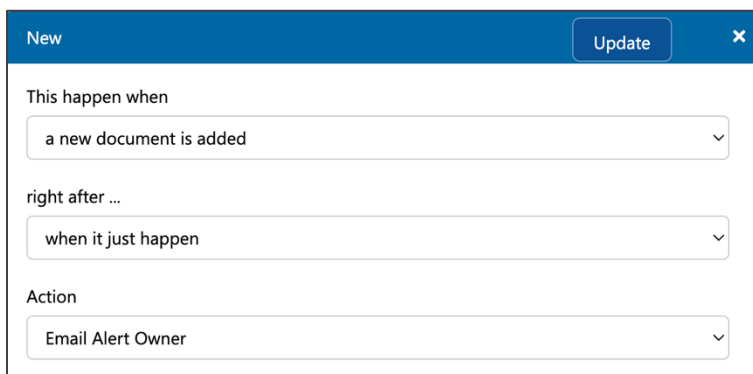 New
Update
This happen when
a new document is added
right after ...
when it just happen
Action
Email Alert Owner